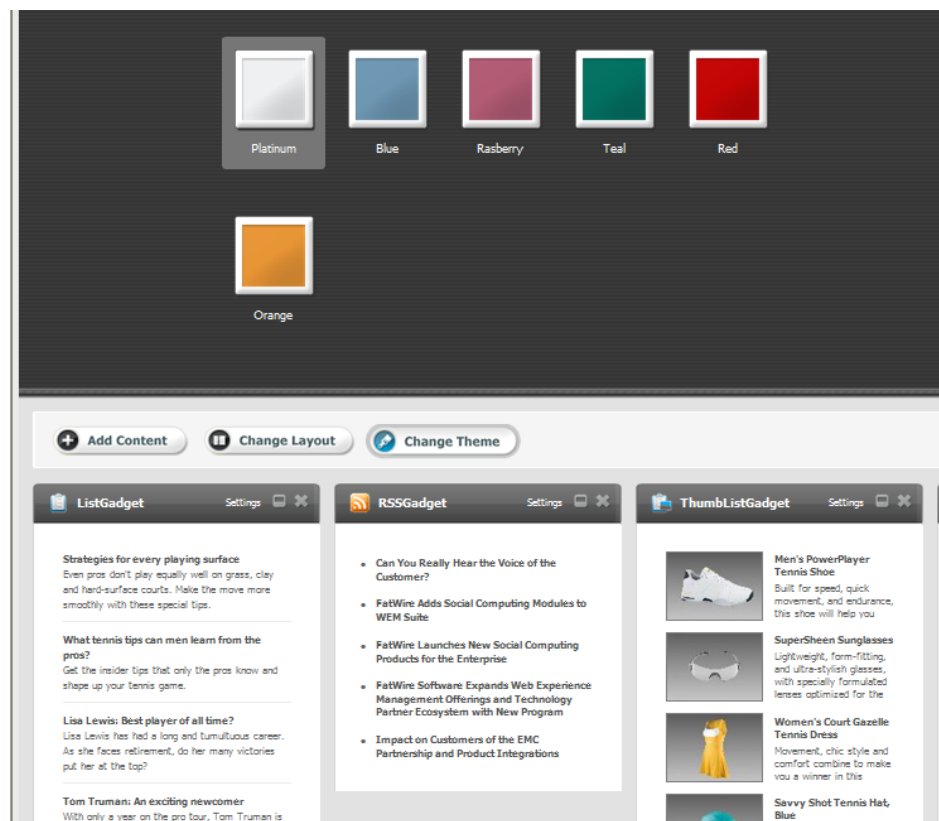 Platinum
Blue
Rasberry
Teal
Red
Orange
Add Content
Change Layout
Change Theme
ListGadget
Settings
Strategies for every playing surface
Even pros don't play equally well on grass, clay
and hard-surface courts. Make the move more
smoothly with these special tips.
What tennis tips can men learn from the
pros?
Get the insider tips that only the pros know and
shape up your tennis game.
Lisa Lewis: Best player of all time?
Lisa Lewis has had a long and tumultuous career.
As she faces retirement, do her many victories
put her at the top?
Tom Truman: An exciting newcomer
With only a year on the pro tour, Tom Truman is
RSSGadget
Settings
Can You Really Hear the Voice of the
Customer?
FatWire Adds Social Computing Modules to
WEM Suite
FatWire Launches New Social Computing
Products for the Enterprise
FatWire Software Expands Web Experience
Management Offerings and Technology
Partner Ecosystem with New Program
Impact on Customers of the EMC
Partnership and Product Integrations
ThumbListGadget
Settings
Men's PowerPlayer
Tennis Shoe
Built for speed, quick
movement, and endurance,
this shoe will help you
SuperSheen Sunglasses
Lightweight, form-fitting,
and ultra-stylish glasses,
with specially formulated
lenses optimized for the
Women's Court Gazelle
Tennis Dress
Movement, chic style and
comfort combine to make
you a winner in this
Savvy Shot Tennis Hat,
Blue